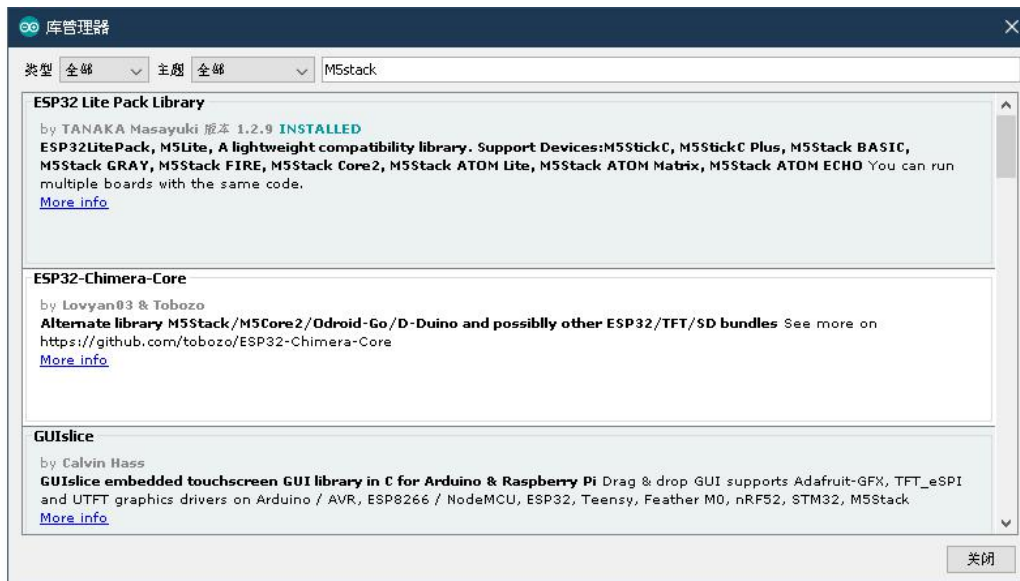 库管理器
类型 全部 主题 全部 M5stack
ESP32 Lite Pack Library
by TANAKA Masayuki 版本 1.2.9 INSTALLED
ESP32LitePack, M5Lite, A lightweight compatibility library. Support Devices:M5StickC, M5StickC Plus, M5Stack BASIC,
M5Stack GRAY, M5Stack FIRE, M5Stack Core2, M5Stack ATOM Lite, M5Stack ATOM Matrix, M5Stack ATOM ECHO You can run
multiple boards with the same code.
More info
ESP32-Chimera-Core
by Lovyan03 & Tobozo
Alternate library M5Stack/M5Core2/Odroid-Go/D-Duino and possiblly other ESP32/TFT/SD bundles See more on
https://github.com/tobozo/ESP32-Chimera-Core
More info
GUIslice
by Calvin Hass
GUIslice embedded touchscreen GUI library in C for Arduino & Raspberry Pi Drag & drop GUI supports Adafruit-GFX, TFT_eSPI
and UTFT graphics drivers on Arduino / AVR, ESP8266 / NodeMCU, ESP32, Teensy, Feather M0, nRF52, STM32, M5Stack
More info
关闭